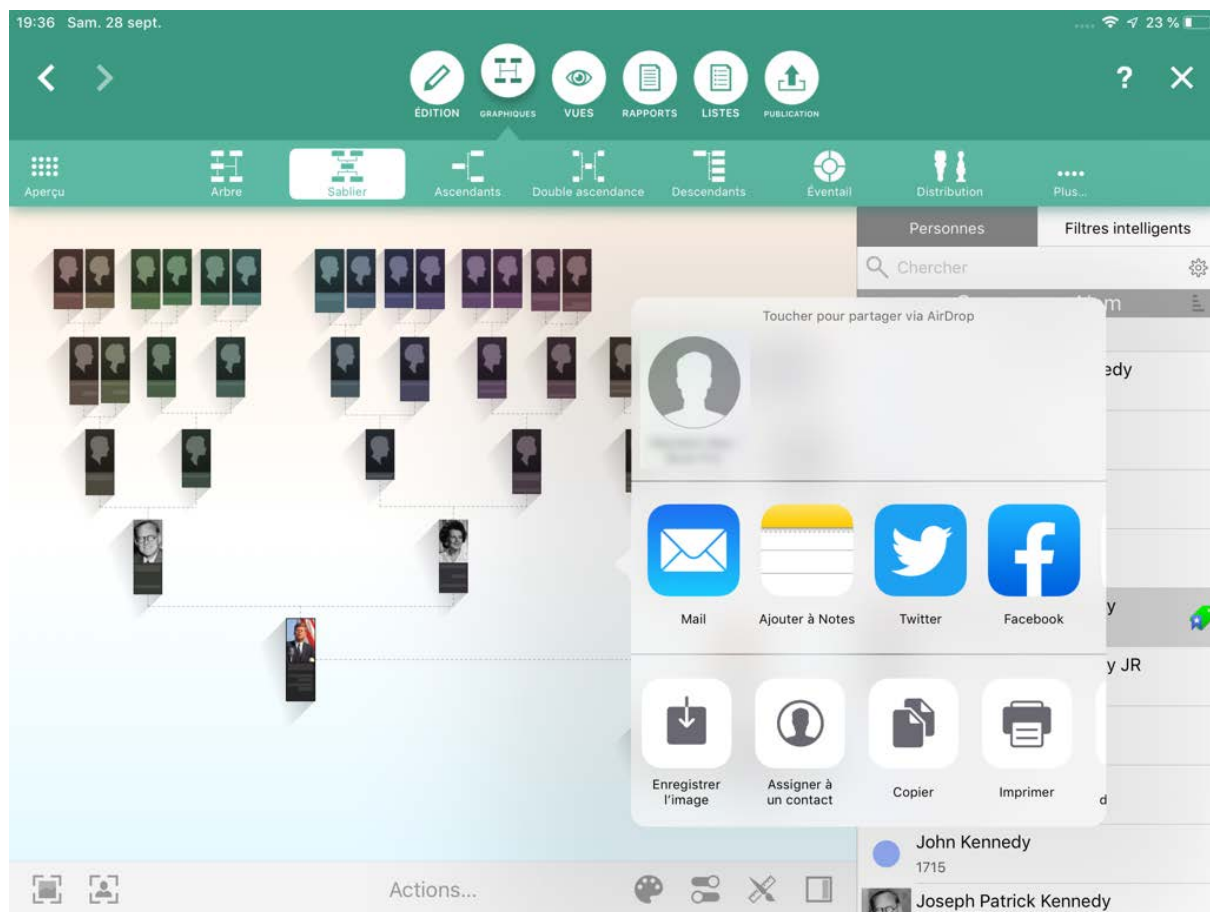 19:36 Sam. 28 sept.
23 %
?
ÉDITION
GRAPHIQUES
VUES
RAPPORTS
LISTES
PUBLICATION
Aperçu
Arbre
Sablier
Ascendants
Double ascendance
Descendants
Éventail
Distribution
Plus...
Personnes
Filtres intelligents
Chercher
Toucher pour partager via AirDrop
edy
Mail
Ajouter à Notes
Twitter
Facebook
y
y JR
Enregistrer
l'image
Assigner à
un contact
Copier
Imprimer
d
John Kennedy
1715
Joseph Patrick Kennedy
Actions...